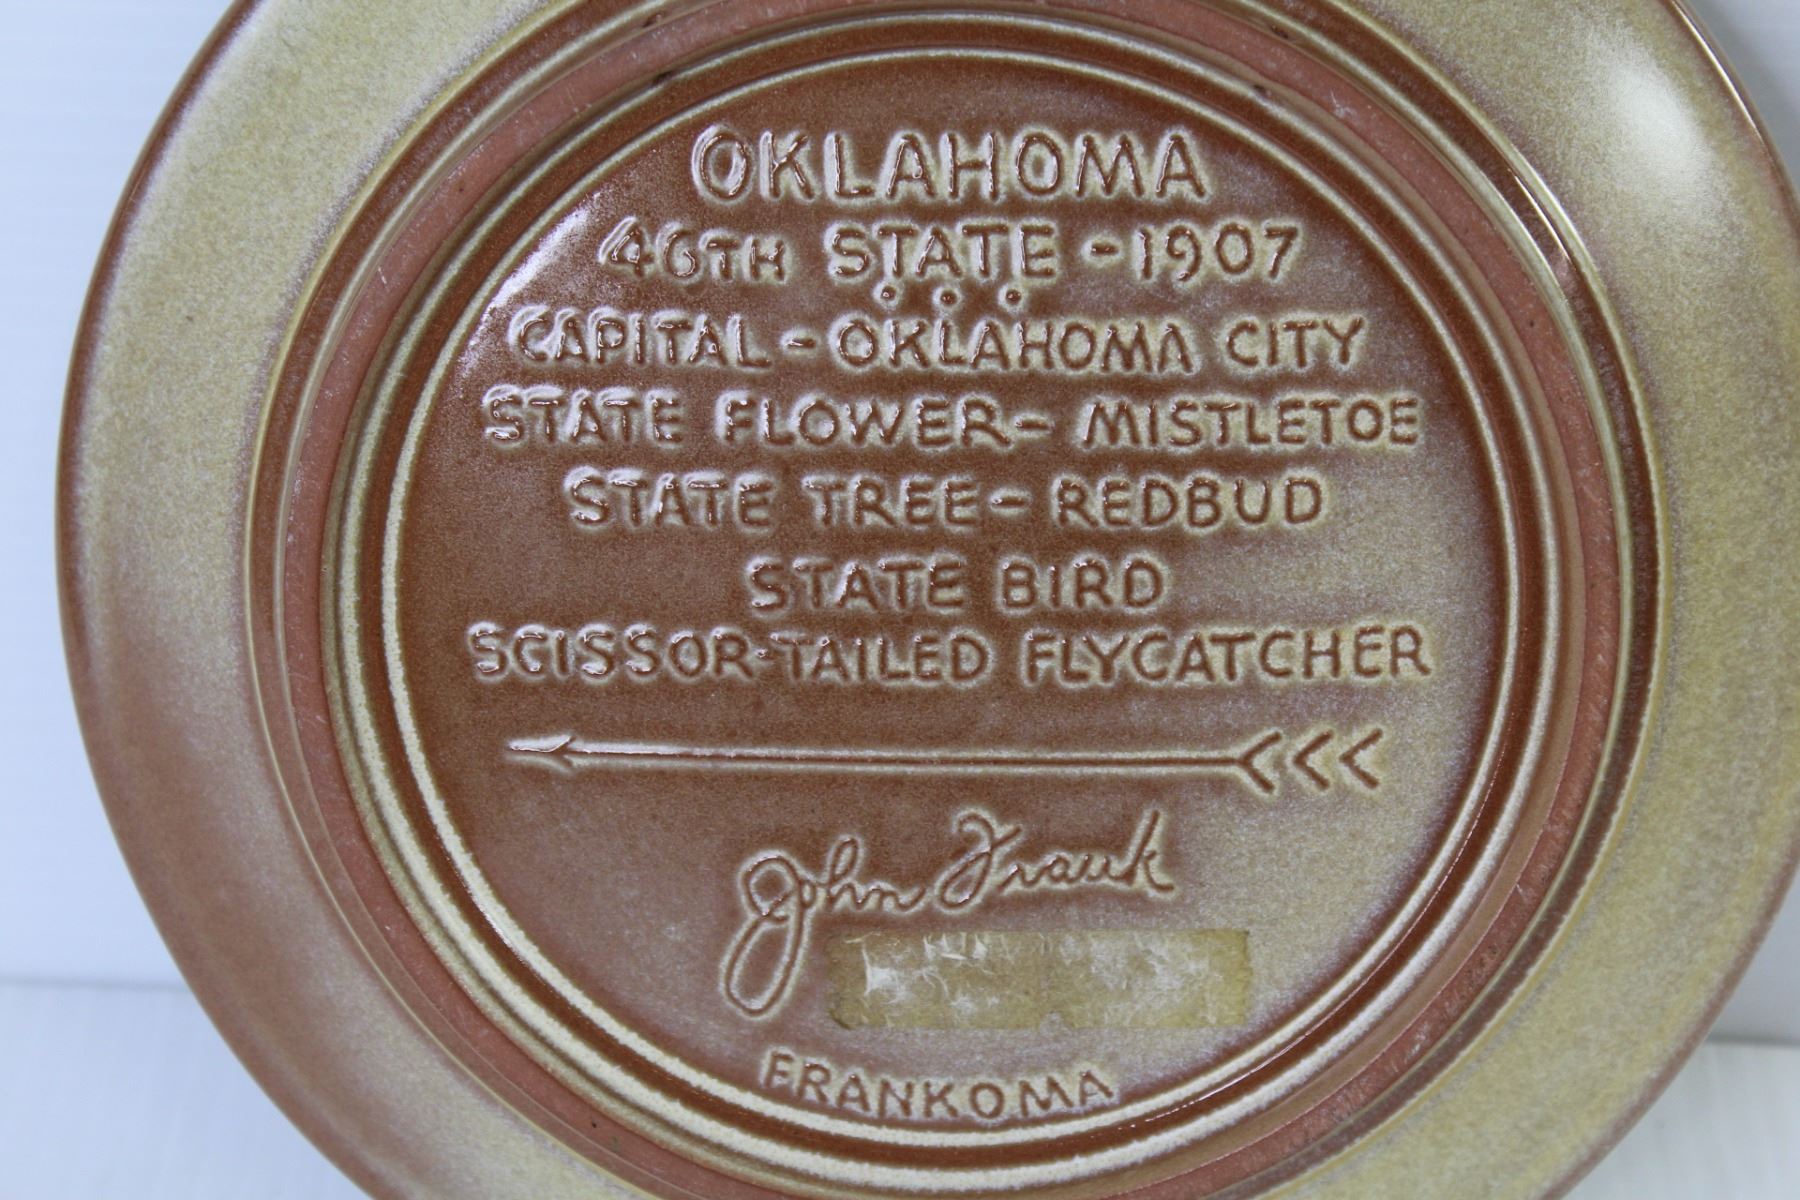 OKLAHOMA
46TH STATE - 1907
CAPITAL - OKLAHOMA CITY
STATE FLOWER - MISTLETOE
STATE TREE - REDBUD
STATE BIRD
SCISSOR-TAILED FLYCATCHER
John Frank
FRANKOMA